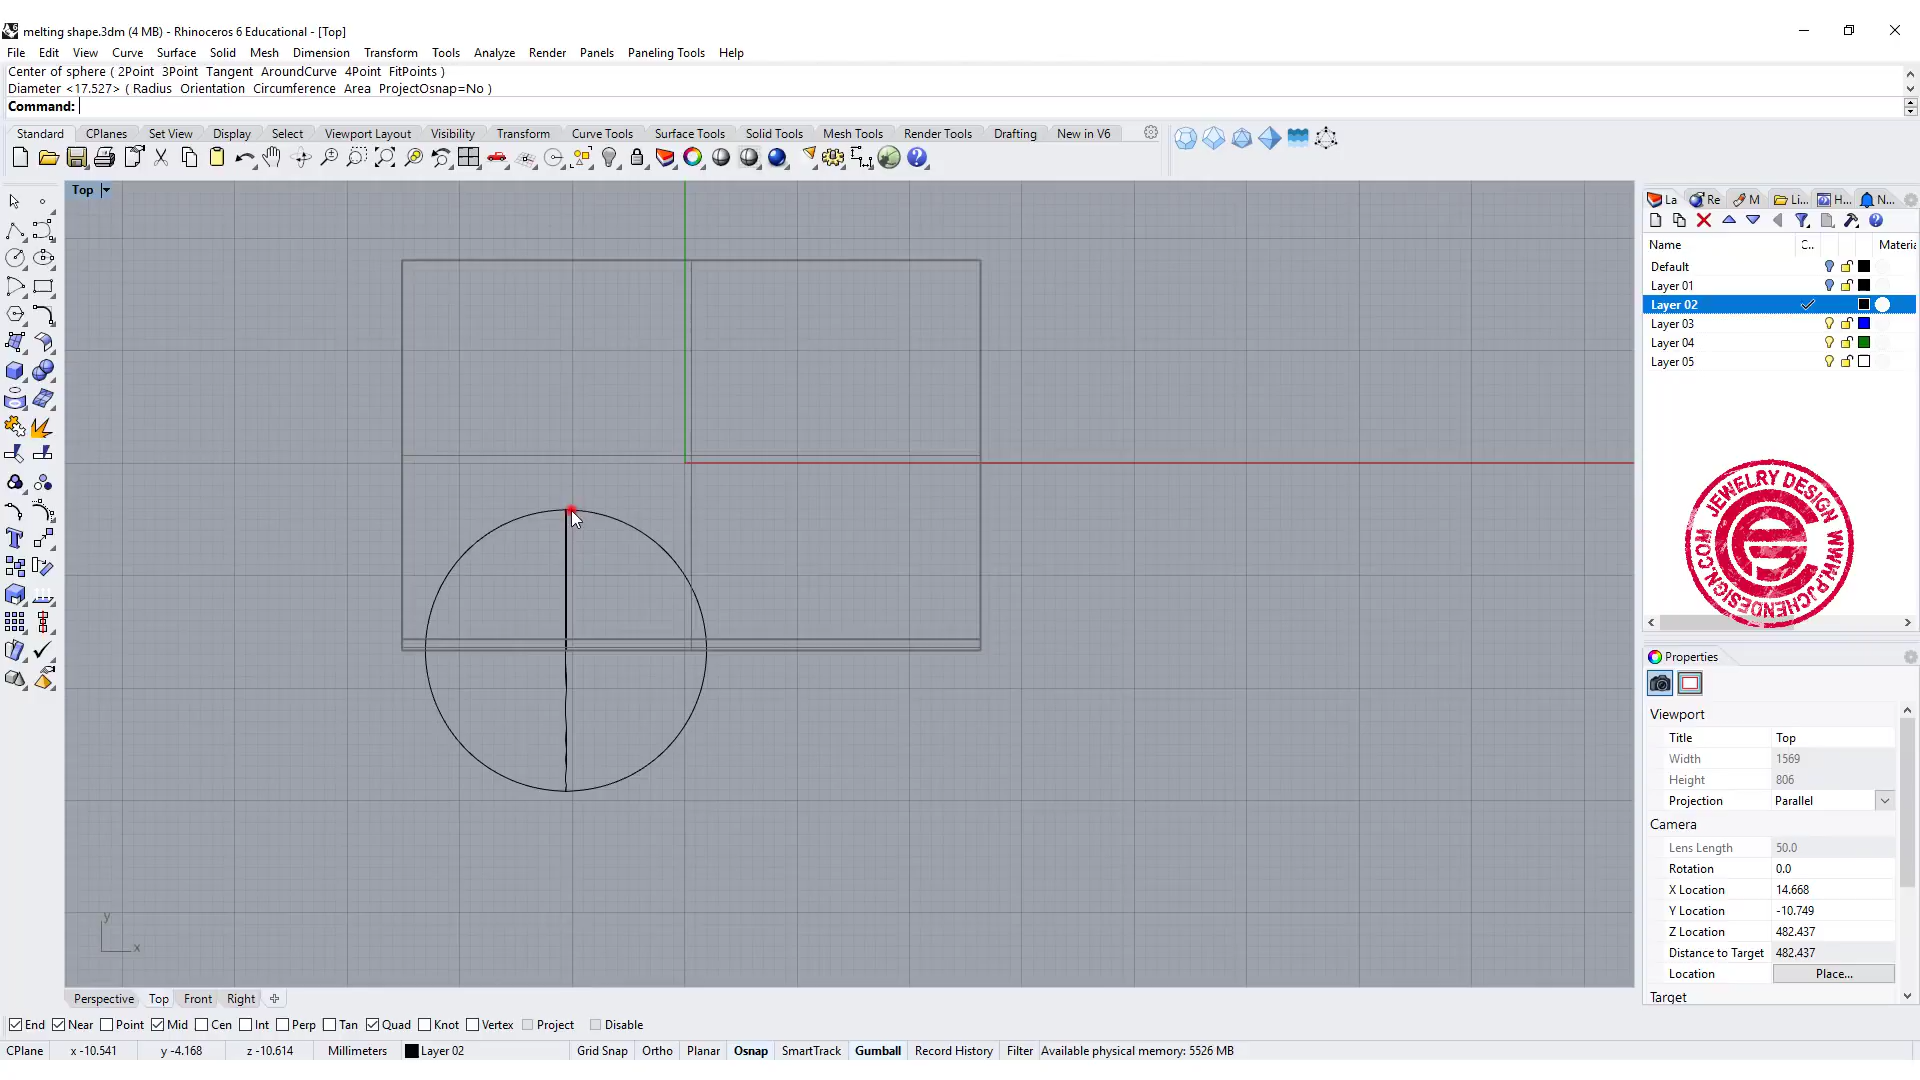 melting shape.3dm (4 MB) - Rhinoceros 6 Educational - [Top]
File Edit View Curve Surface Solid Mesh Dimension Transform Tools Analyze Render Panels Paneling Tools Help
Center of sphere ( 2Point 3Point Tangent AroundCurve 4Point FitPoints )
Diameter <17.527> ( Radius Orientation Circumference Area ProjectOsnap=No )
Command:
Standard CPlanes Set View Display Select Viewport Layout Visibility Transform Curve Tools Surface Tools Solid Tools Mesh Tools Render Tools Drafting New in V6
Top
La Re M Li... H... N...
Name C.. Materia
Default
Layer 01
Layer 02
Layer 03
Layer 04
Layer 05
JEWELRY DESIGN WWW.PJCHENDESIGN.COM
Properties
Viewport
Title Top
Width 1569
Height 806
Projection Parallel
Camera
Lens Length 50.0
Rotation 0.0
X Location 14.668
Y Location -10.749
Z Location 482.437
Distance to Target 482.437
Location Place...
Target
y
x
Perspective Top Front Right
End Near Point Mid Cen Int Perp Tan Quad Knot Vertex Project Disable
CPlane x -10.541 y -4.168 z -10.614 Millimeters Layer 02 Grid Snap Ortho Planar Osnap SmartTrack Gumball Record History Filter Available physical memory: 5526 MB